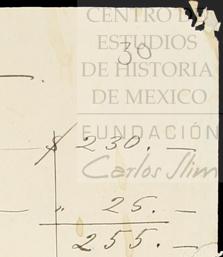 CENTRO DE
ESTUDIOS
30
DE HISTORIA
DE MEXICO
FUNDACIÓN
$ 230. —
Carlos Slim
" 25. —
255. —